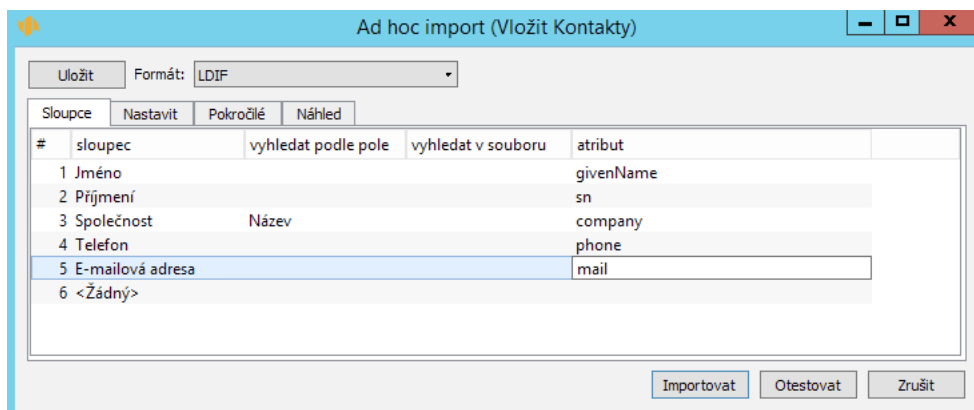 Ad hoc import (Vložit Kontakty)
Uložit Formát: LDIF
Sloupce Nastavit Pokročilé Náhled
# sloupec vyhledat podle pole vyhledat v souboru atribut
1 Jméno givenName
2 Příjmení sn
3 Společnost Název company
4 Telefon phone
5 E-mailová adresa mail
6 <Žádný>
Importovat Otestovat Zrušit